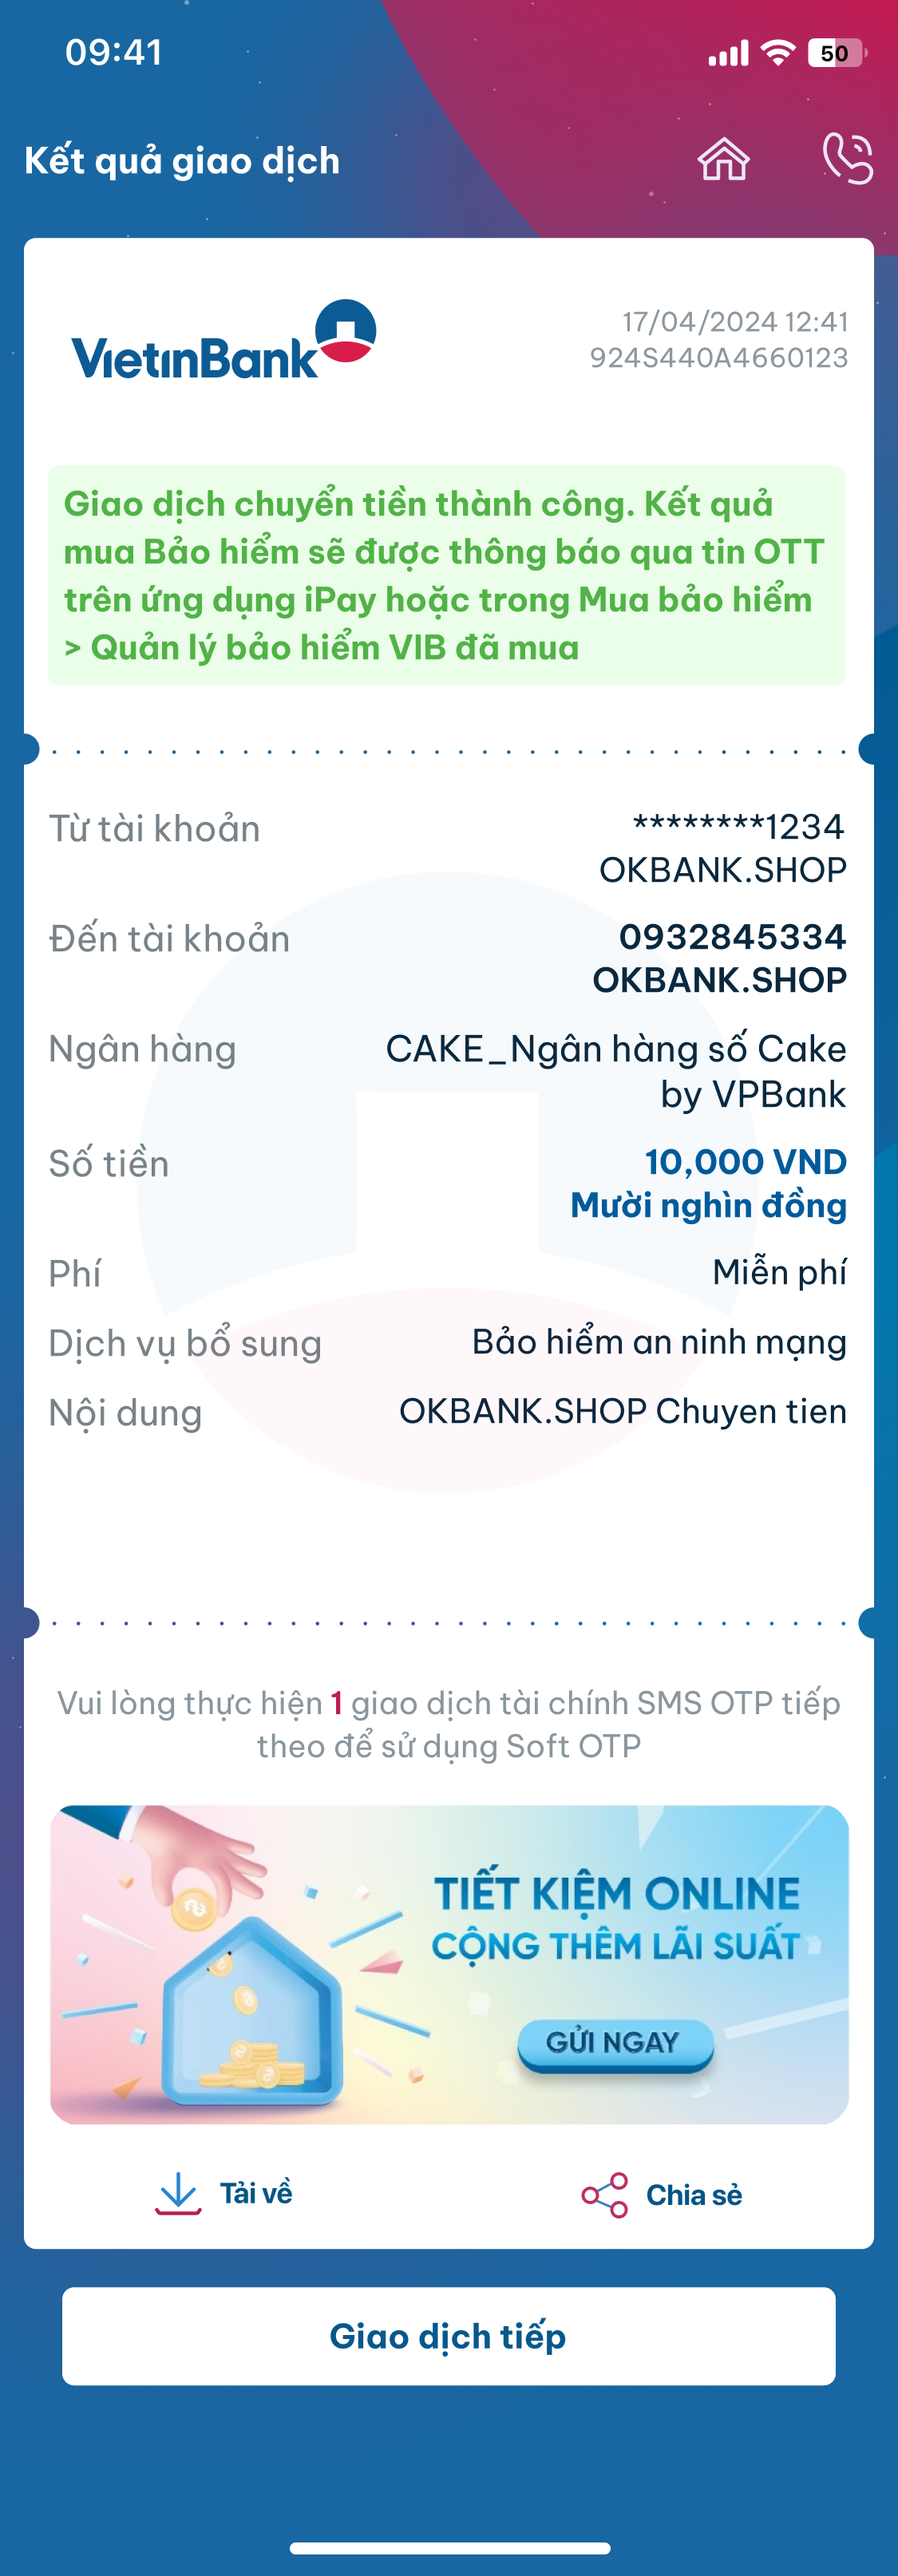 09:41
50
Kết quả giao dịch
VietinBank
17/04/2024 12:41
924S440A4660123
Giao dịch chuyển tiền thành công. Kết quả
mua Bảo hiểm sẽ được thông báo qua tin OTT
trên ứng dụng iPay hoặc trong Mua bảo hiểm
> Quản lý bảo hiểm VIB đã mua
Từ tài khoản
********1234
OKBANK.SHOP
Đến tài khoản
0932845334
OKBANK.SHOP
Ngân hàng
CAKE_Ngân hàng số Cake
by VPBank
Số tiền
10,000 VND
Mười nghìn đồng
Phí
Miễn phí
Dịch vụ bổ sung
Bảo hiểm an ninh mạng
Nội dung
OKBANK.SHOP Chuyen tien
Vui lòng thực hiện 1 giao dịch tài chính SMS OTP tiếp
theo để sử dụng Soft OTP
TIẾT KIỆM ONLINE
CỘNG THÊM LÃI SUẤT
GỬI NGAY
Tải về
Chia sẻ
Giao dịch tiếp